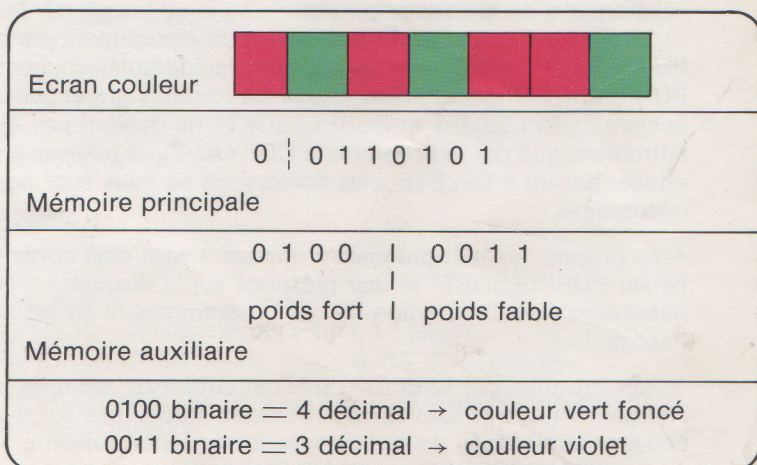 Ecran couleur
0 ¦ 0 1 1 0 1 0 1
Mémoire principale
0 1 0 0 | 0 0 1 1
poids fort | poids faible
Mémoire auxiliaire
0100 binaire = 4 décimal → couleur vert foncé
0011 binaire = 3 décimal → couleur violet